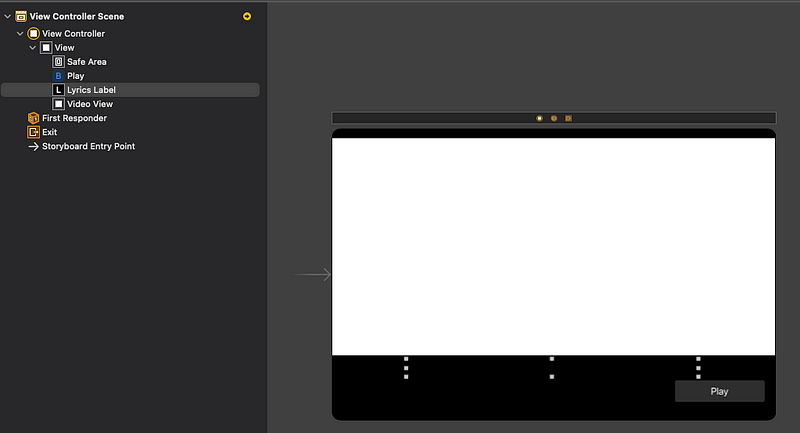 View Controller Scene
View Controller
View
Safe Area
B Play
L Lyrics Label
Video View
First Responder
Exit
Storyboard Entry Point
Play